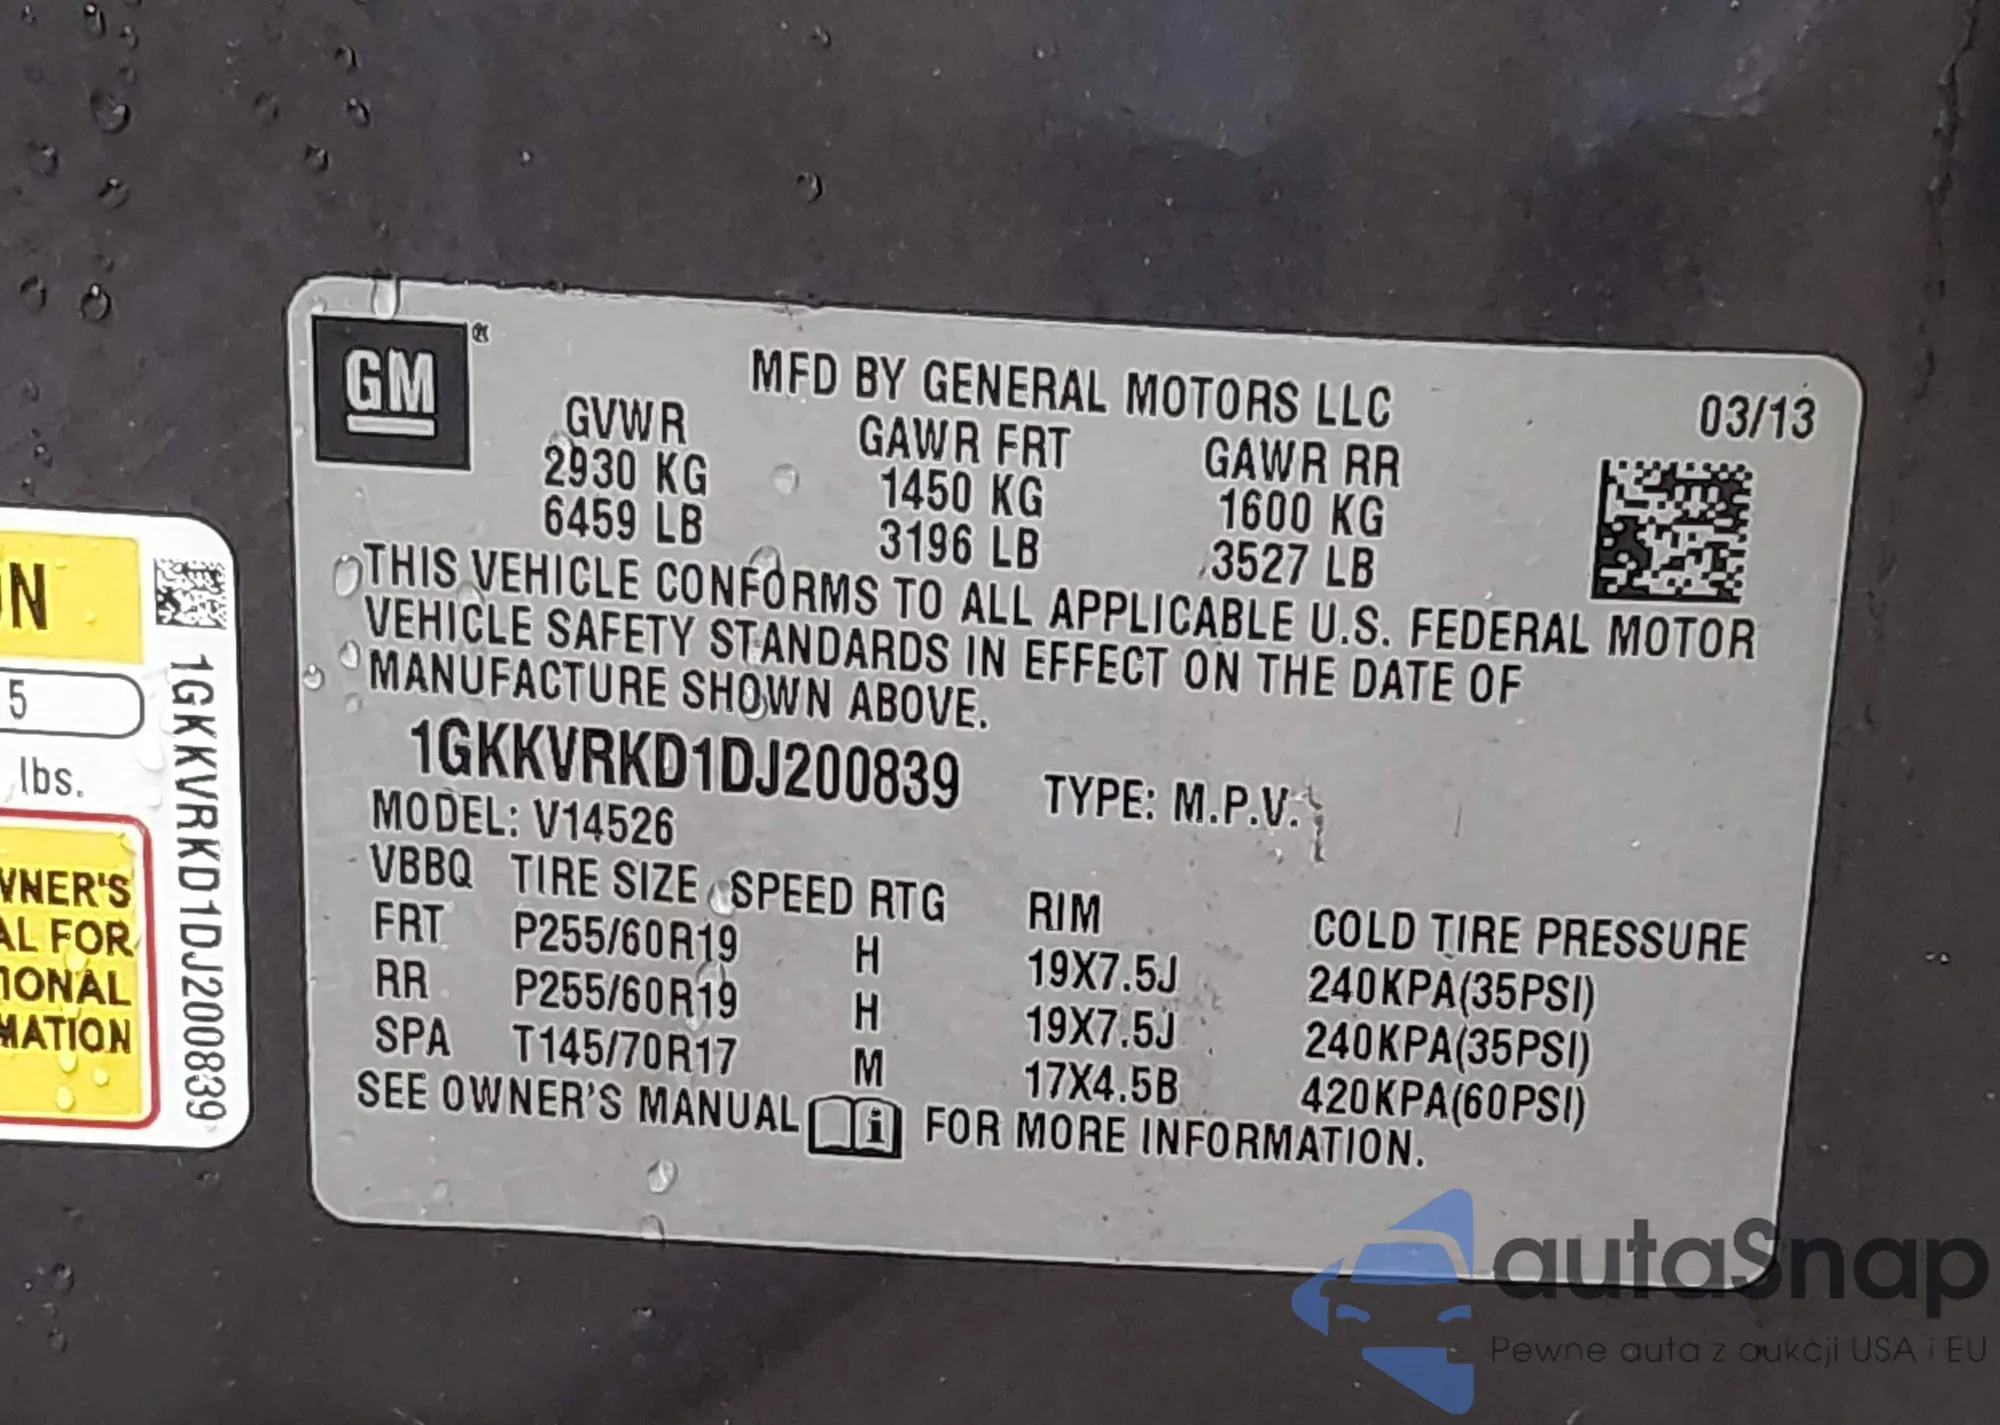 GM ®
MFD BY GENERAL MOTORS LLC
03/13
GVWR GAWR FRT GAWR RR
2930 KG 1450 KG 1600 KG
6459 LB 3196 LB 3527 LB
THIS VEHICLE CONFORMS TO ALL APPLICABLE U.S. FEDERAL MOTOR
VEHICLE SAFETY STANDARDS IN EFFECT ON THE DATE OF
MANUFACTURE SHOWN ABOVE.
1GKKVRKD1DJ200839 TYPE: M.P.V.
MODEL: V14526
VBBQ TIRE SIZE SPEED RTG RIM COLD TIRE PRESSURE
FRT P255/60R19 H 19X7.5J 240KPA(35PSI)
RR P255/60R19 H 19X7.5J 240KPA(35PSI)
SPA T145/70R17 M 17X4.5B 420KPA(60PSI)
SEE OWNER'S MANUAL i FOR MORE INFORMATION.
5
lbs.
1GKKVRKD1DJ200839
FOR
autaSnap
Pewne auta z aukcji USA i EU